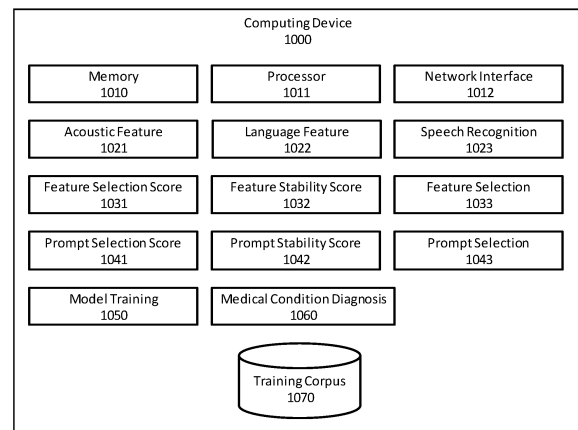 Computing Device
1000
Memory
1010
Processor
1011
Network Interface
1012
Acoustic Feature
1021
Language Feature
1022
Speech Recognition
1023
Feature Selection Score
1031
Feature Stability Score
1032
Feature Selection
1033
Prompt Selection Score
1041
Prompt Stability Score
1042
Prompt Selection
1043
Model Training
1050
Medical Condition Diagnosis
1060
Training Corpus
1070